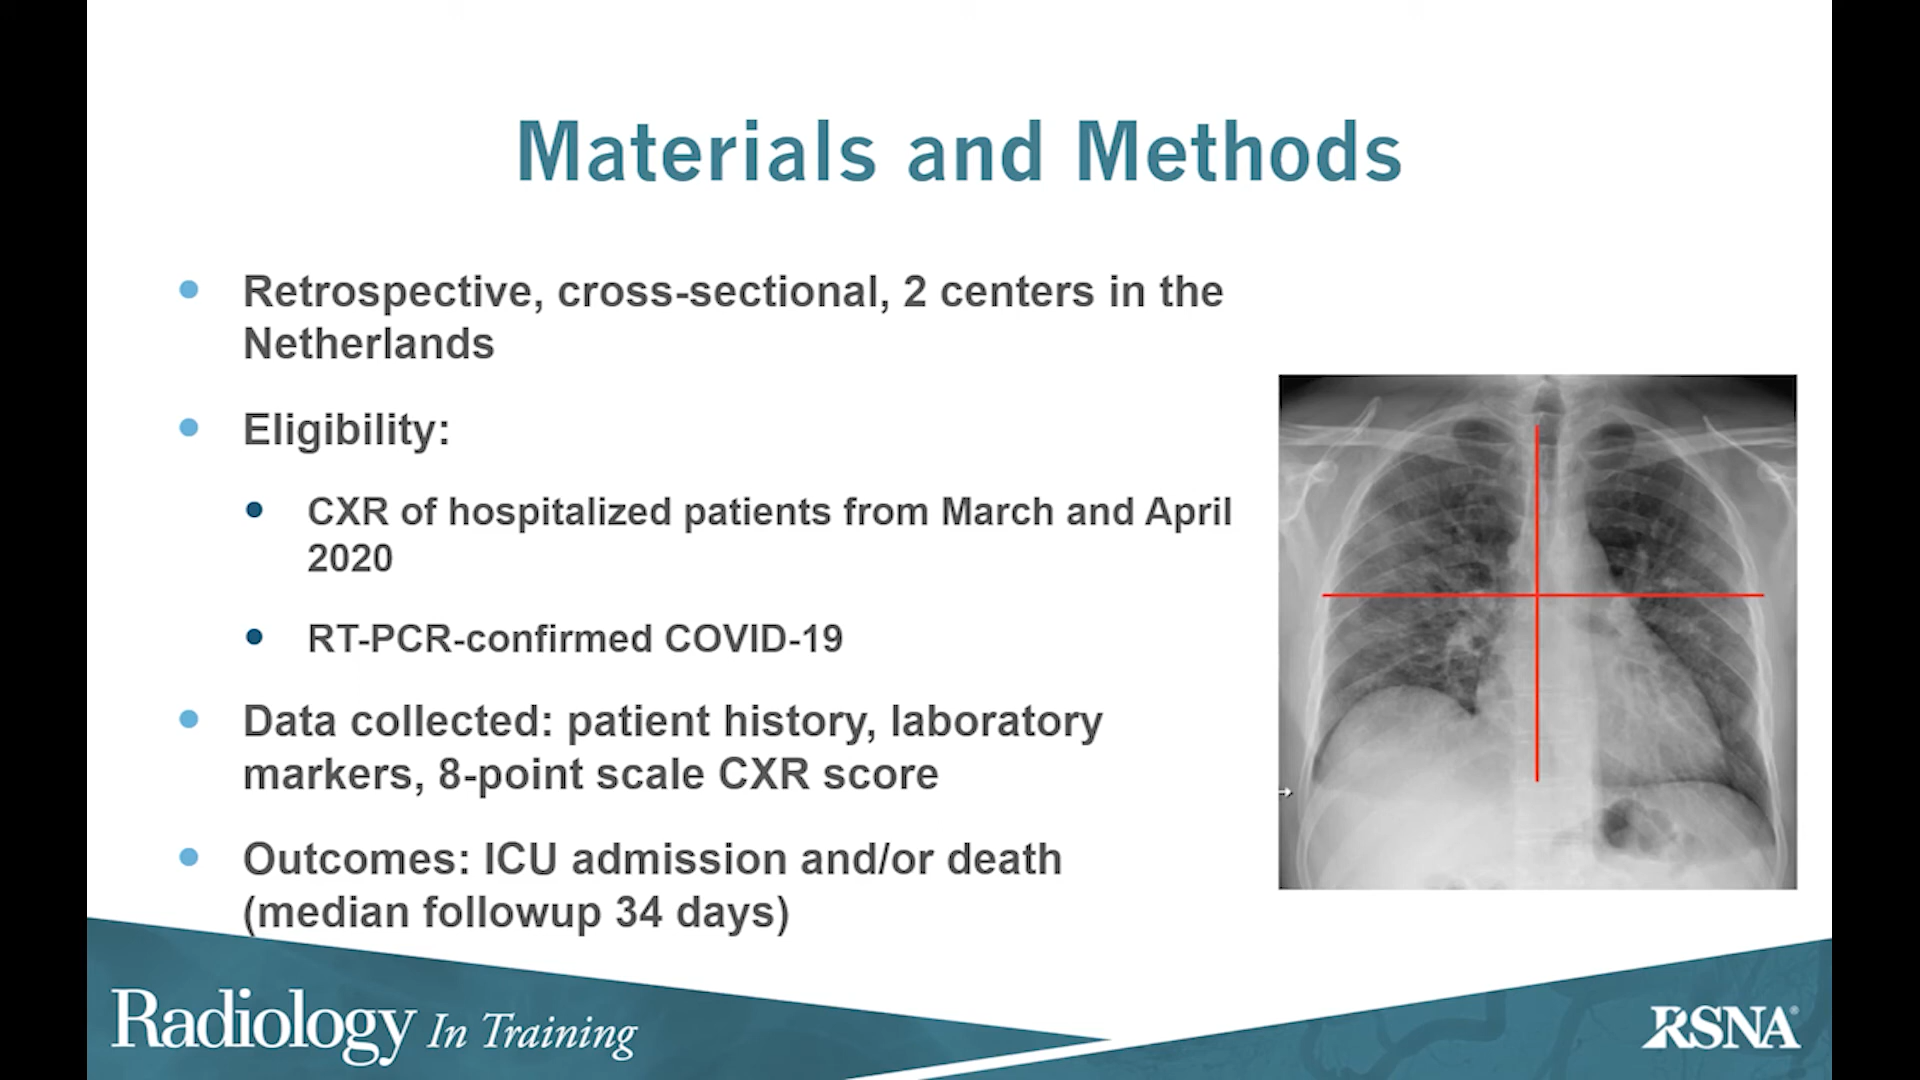 Materials and Methods
Retrospective, cross-sectional, 2 centers in the
Netherlands
Eligibility:
CXR of hospitalized patients from March and April
2020
RT-PCR-confirmed COVID-19
Data collected: patient history, laboratory
markers, 8-point scale CXR score
Outcomes: ICU admission and/or death
(median followup 34 days)
Radiology In Training
RSNA®